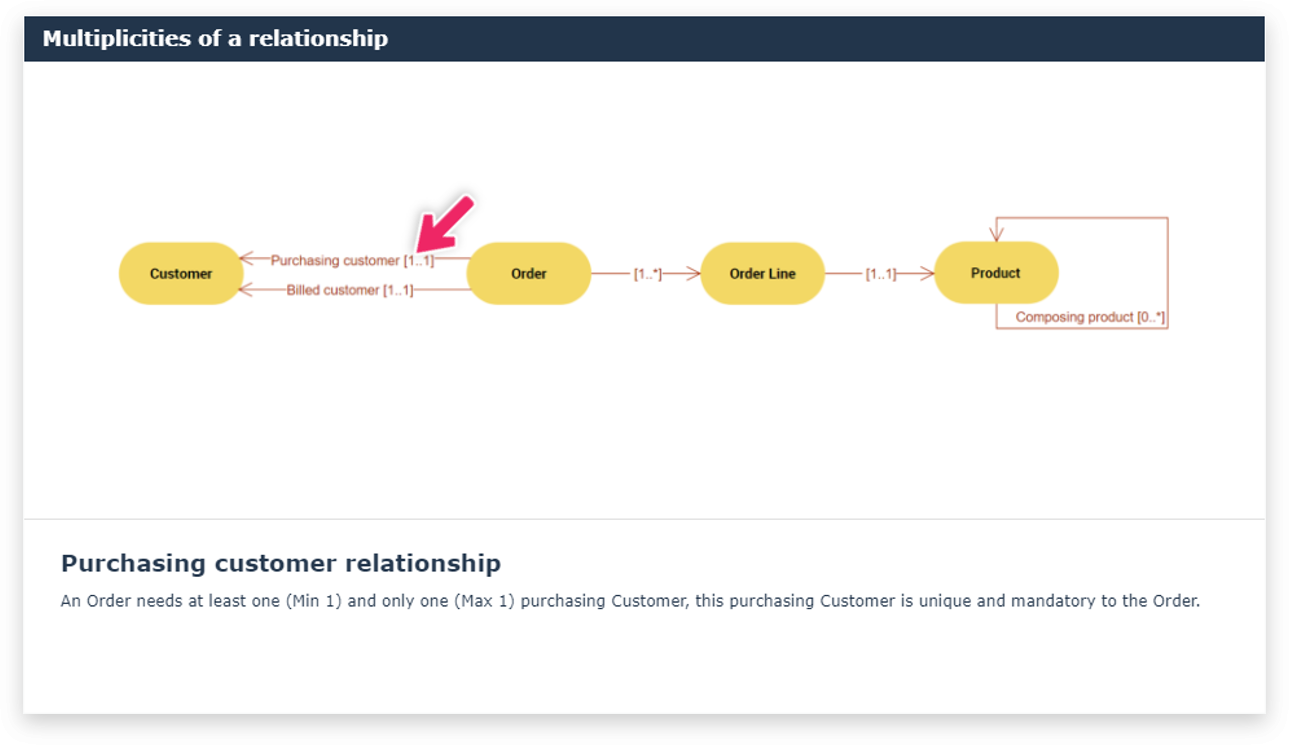 Multiplicities of a relationship
Purchasing customer [1..1]
Customer
Order
[1..*]
Order Line
[1..1]
Product
Billed customer [1..1]
Composing product [0..*]
Purchasing customer relationship
An Order needs at least one (Min 1) and only one (Max 1) purchasing Customer, this purchasing Customer is unique and mandatory to the Order.